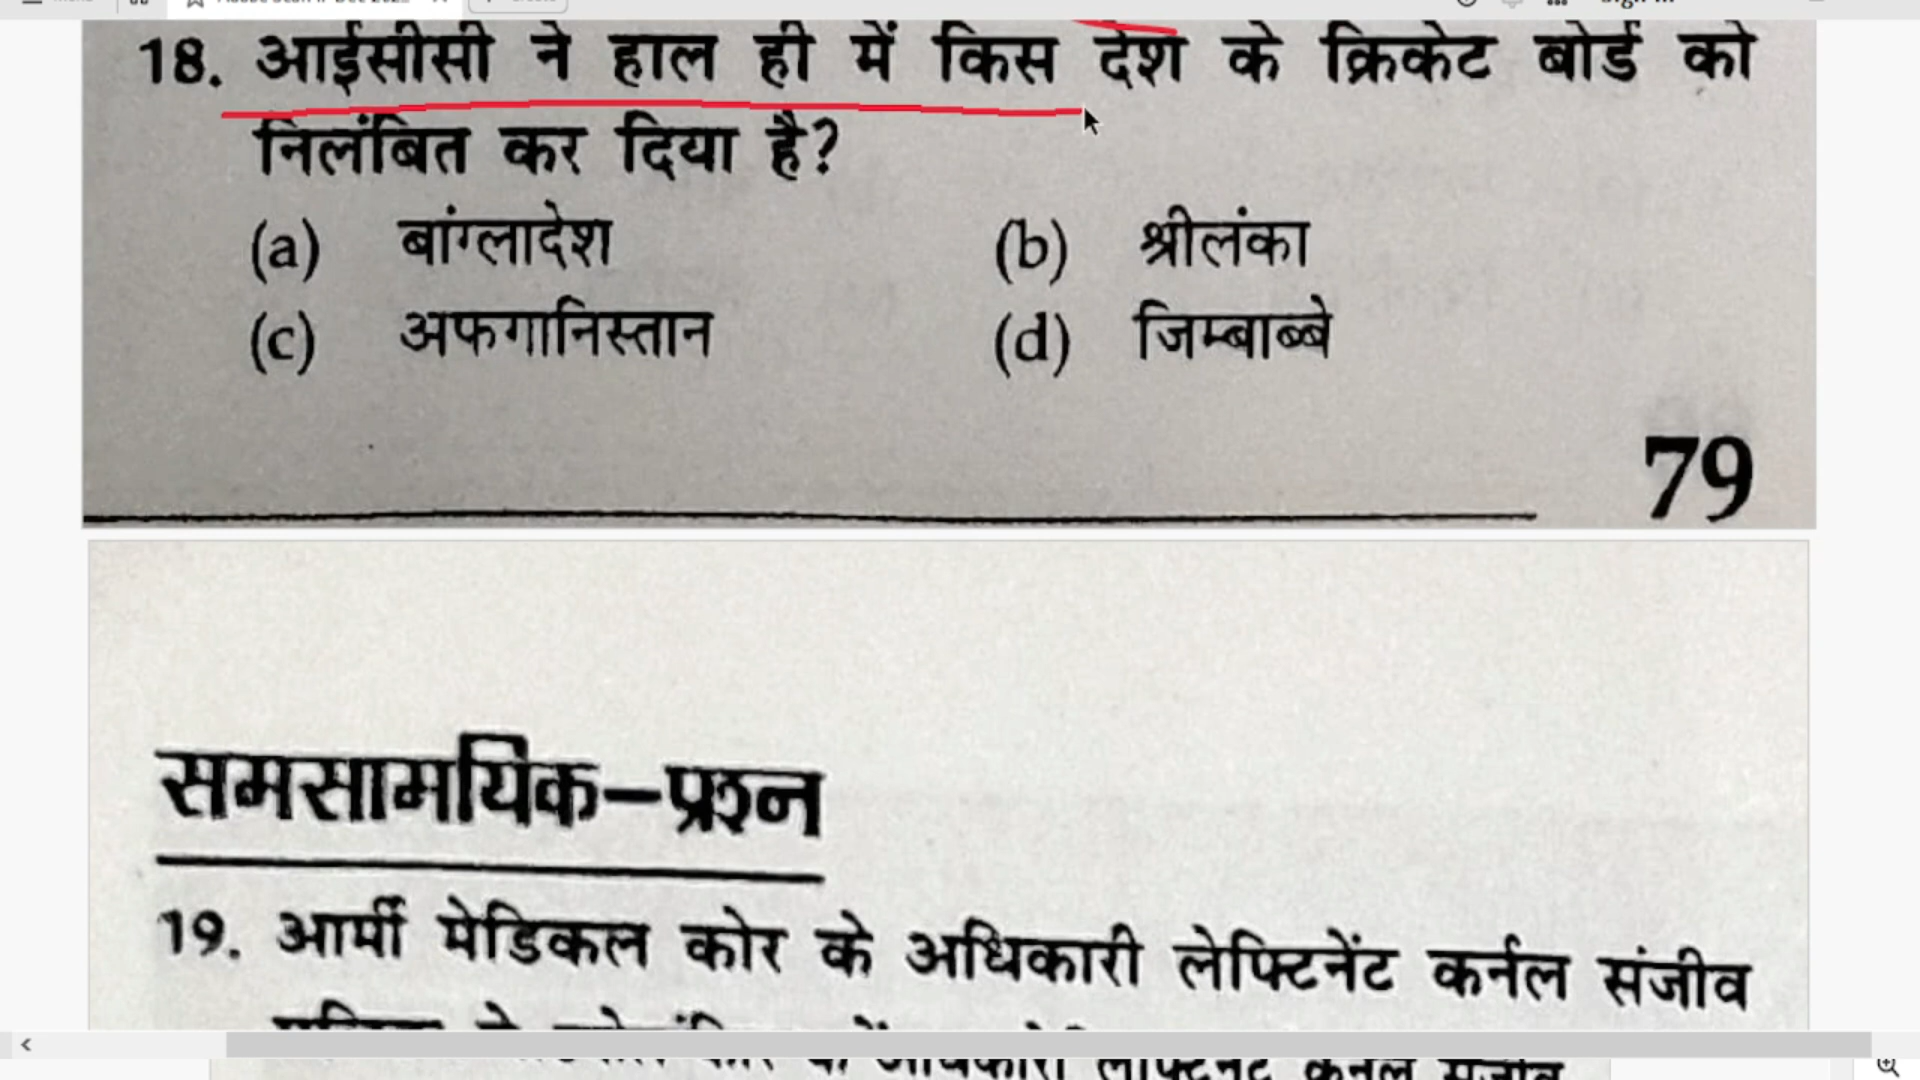 18. आईसीसी ने हाल ही में किस देश के क्रिकेट बोर्ड को
निलंबित कर दिया है?
(a) बांग्लादेश (b) श्रीलंका
(c) अफगानिस्तान (d) जिम्बाब्बे
79
समसामयिक-प्रश्न
19. आर्मी मेडिकल कोर के अधिकारी लेफ्टिनेंट कर्नल संजीव